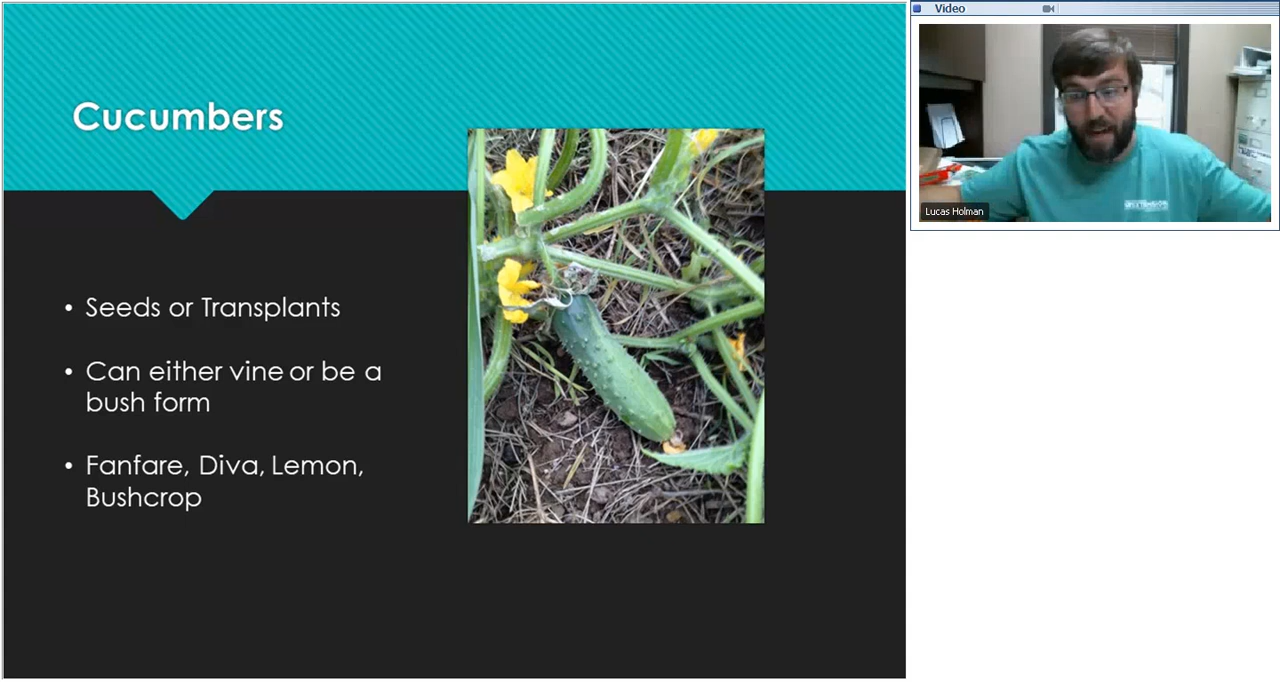 Cucumbers
• Seeds or Transplants
• Can either vine or be a
bush form
• Fanfare, Diva, Lemon,
Bushcrop
Video
Lucas Holman